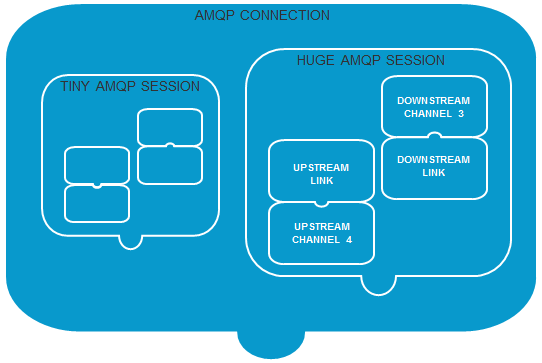 AMQP CONNECTION
TINY AMQP SESSION
HUGE AMQP SESSION
DOWNSTREAM
CHANNEL 3
DOWNSTREAM
LINK
UPSTREAM
LINK
UPSTREAM
CHANNEL 4